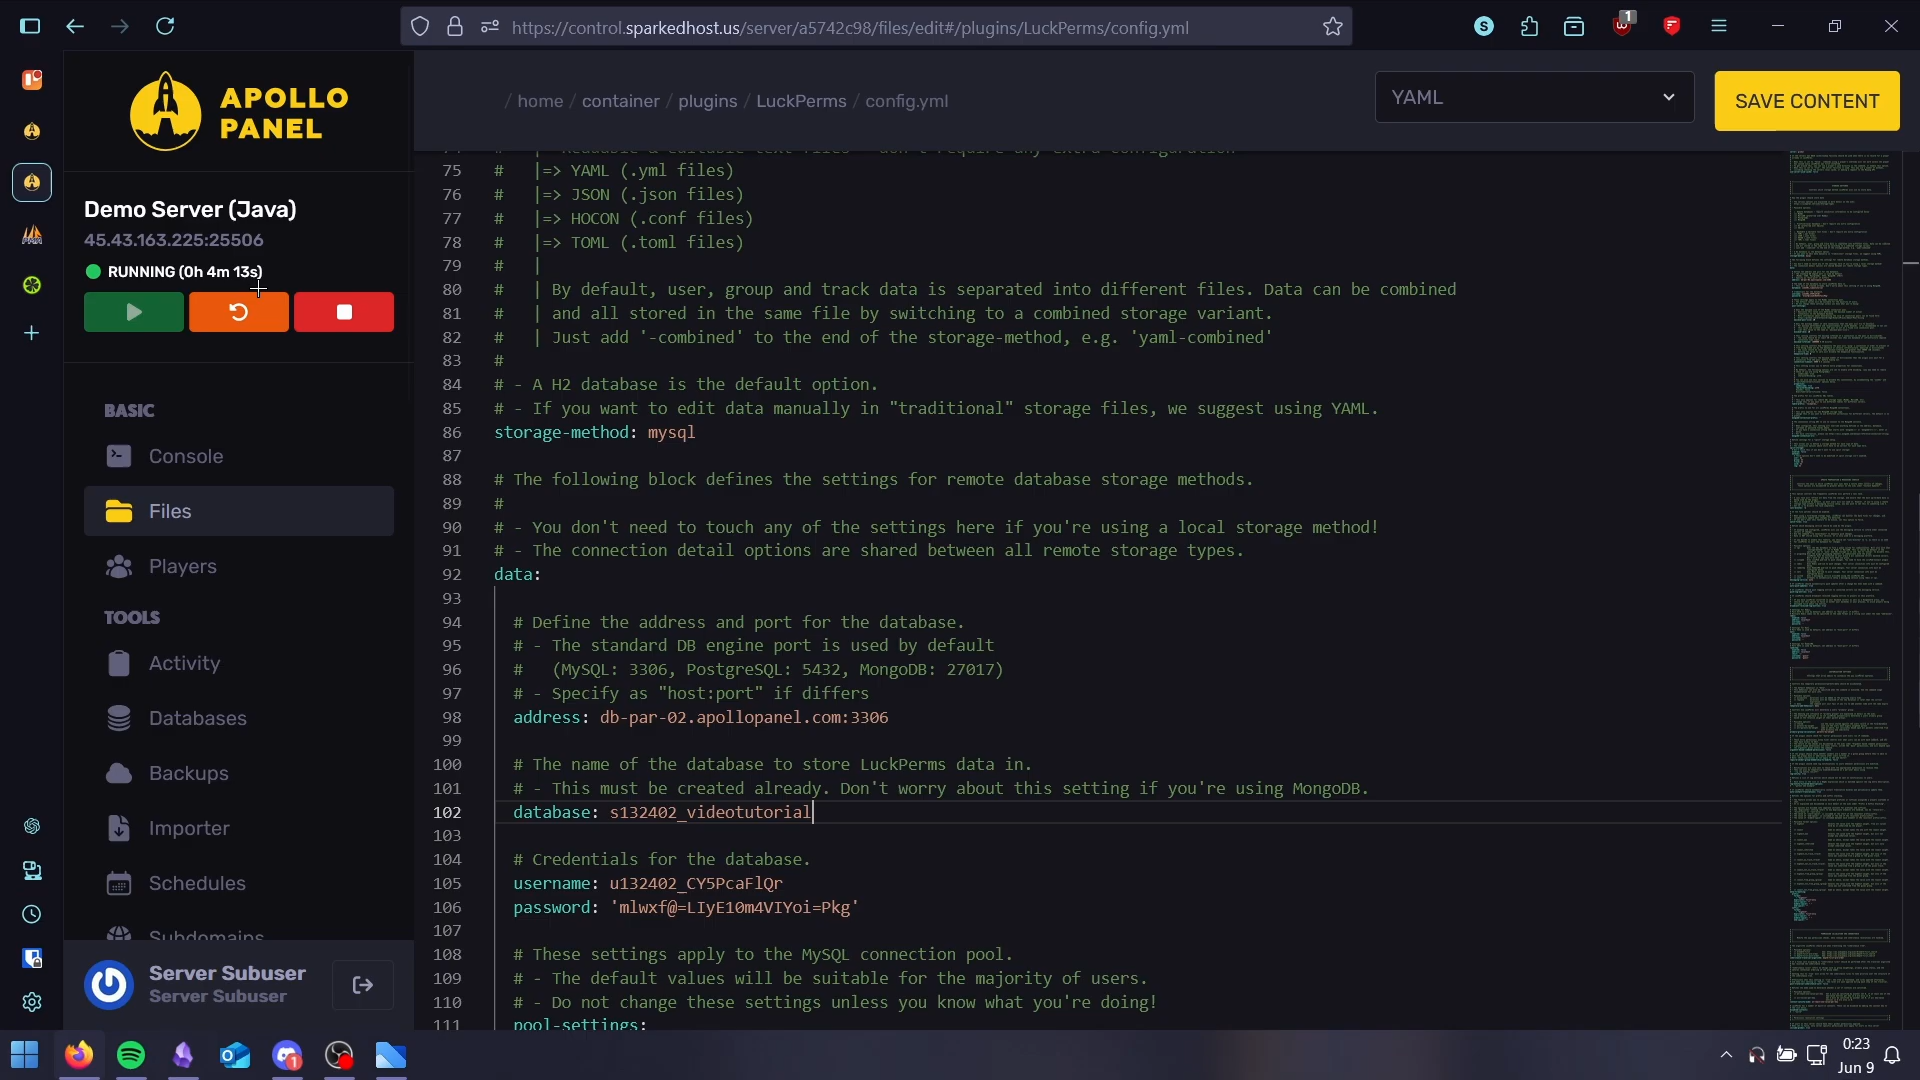 https://control.sparkedhost.us/server/a5742c98/files/edit#/plugins/LuckPerms/config.yml
S
1
APOLLO
PANEL
/ home / container / plugins / LuckPerms / config.yml
YAML
SAVE CONTENT
Demo Server (Java)
45.43.163.225:25506
RUNNING (0h 4m 13s)
BASIC
Console
Files
Players
TOOLS
Activity
Databases
Backups
Importer
Schedules
Subdomains
Server Subuser
Server Subuser
75 #   |=> YAML (.yml files)
76 #   |=> JSON (.json files)
77 #   |=> HOCON (.conf files)
78 #   |=> TOML (.toml files)
79 #   |
80 #   | By default, user, group and track data is separated into different files. Data can be combined
81 #   | and all stored in the same file by switching to a combined storage variant.
82 #   | Just add '-combined' to the end of the storage-method, e.g. 'yaml-combined'
83 #
84 # - A H2 database is the default option.
85 # - If you want to edit data manually in "traditional" storage files, we suggest using YAML.
86 storage-method: mysql
87
88 # The following block defines the settings for remote database storage methods.
89 #
90 # - You don't need to touch any of the settings here if you're using a local storage method!
91 # - The connection detail options are shared between all remote storage types.
92 data:
93
94 # Define the address and port for the database.
95 # - The standard DB engine port is used by default
96 #   (MySQL: 3306, PostgreSQL: 5432, MongoDB: 27017)
97 # - Specify as "host:port" if differs
98 address: db-par-02.apollopanel.com:3306
99
100 # The name of the database to store LuckPerms data in.
101 # - This must be created already. Don't worry about this setting if you're using MongoDB.
102 database: s132402_videotutorial
103
104 # Credentials for the database.
105 username: u132402_CY5PcaFlQr
106 password: 'mlwxf@=LIyE10m4VIYoi=Pkg'
107
108 # These settings apply to the MySQL connection pool.
109 # - The default values will be suitable for the majority of users.
110 # - Do not change these settings unless you know what you're doing!
111 pool-settings:
1
0:23
Jun 9